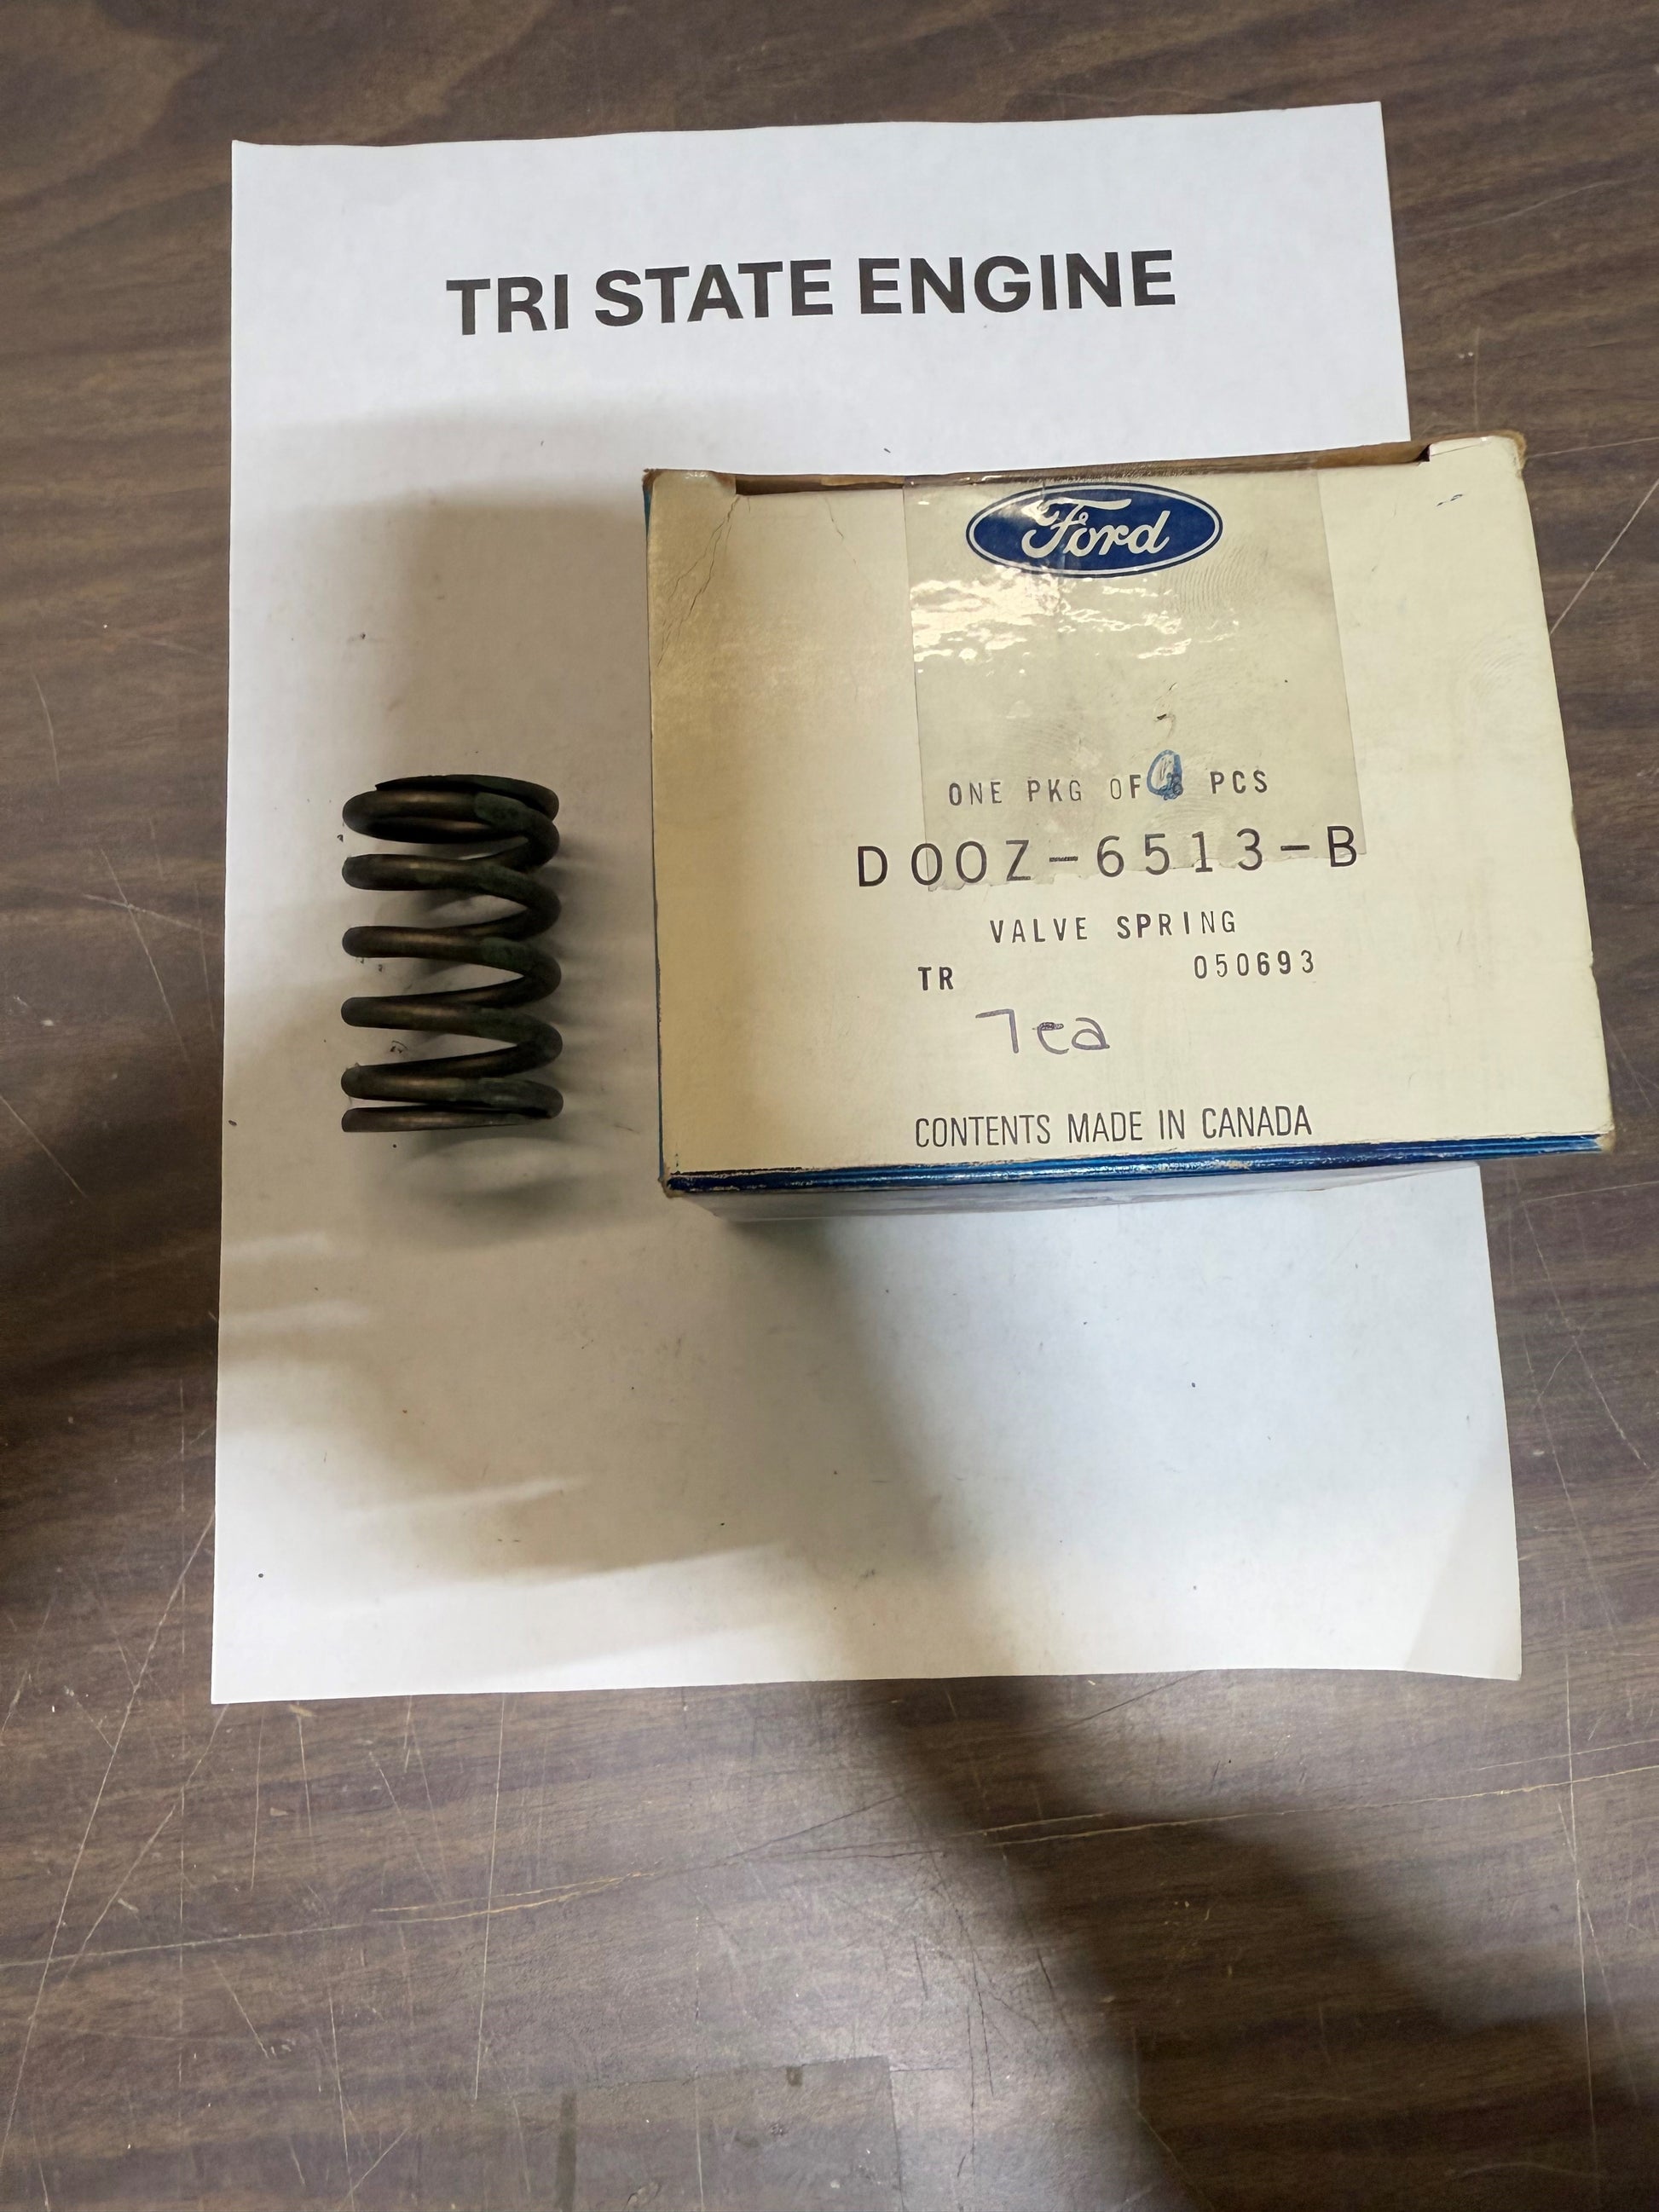 TRI STATE ENGINE
Ford
ONE PKG OF PCS
D0OZ-6513-B
VALVE SPRING
TR 050693
7ea
CONTENTS MADE IN CANADA